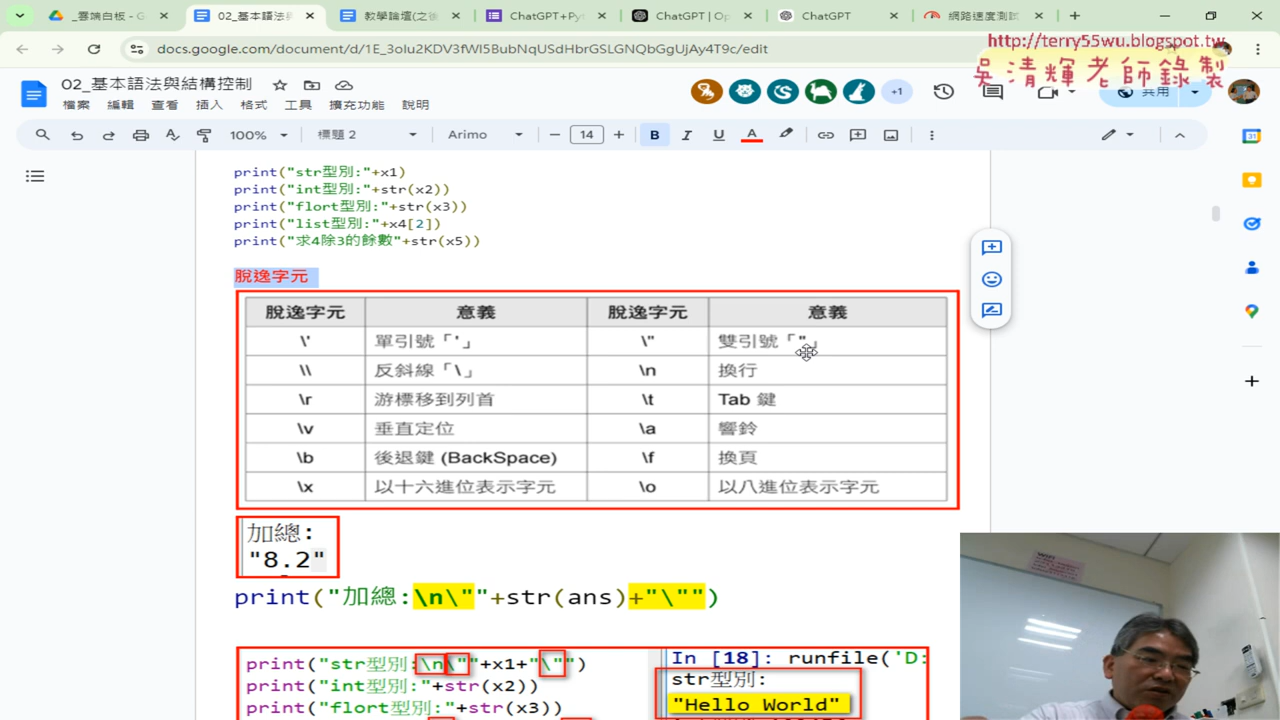 _雲端白板 - G
02_基本語法與
教學論壇(之後
ChatGPT+Py
ChatGPT | Op
ChatGPT
網路速度測試
docs.google.com/document/d/1E_3oIu2KDV3fWI5BubNqUSdHbrGSLGNQbGgUjAy4T9c/edit
http://terry55wu.blogspot.tw
吳清輝老師錄製
02_基本語法與結構控制
檔案 編輯 查看 插入 格式 工具 擴充功能 說明
+1
共用
100% 標題 2 Arimo 14 B I U A
print("str型別:"+x1)
print("int型別:"+str(x2))
print("flort型別:"+str(x3))
print("list型別:"+x4[2])
print("求4除3的餘數"+str(x5))
脫逸字元
脫逸字元 意義 脫逸字元 意義
\' 單引號「'」 \" 雙引號「"」
\\ 反斜線「\」 \n 換行
\r 游標移到列首 \t Tab 鍵
\v 垂直定位 \a 響鈴
\b 後退鍵 (BackSpace) \f 換頁
\x 以十六進位表示字元 \o 以八進位表示字元
加總:
"8.2"
print("加總:\n\""+str(ans)+"\"")
print("str型別:\n\""+x1+"\"")
print("int型別:"+str(x2))
print("flort型別:"+str(x3))
In [18]: runfile('D:
str型別:
"Hello World"